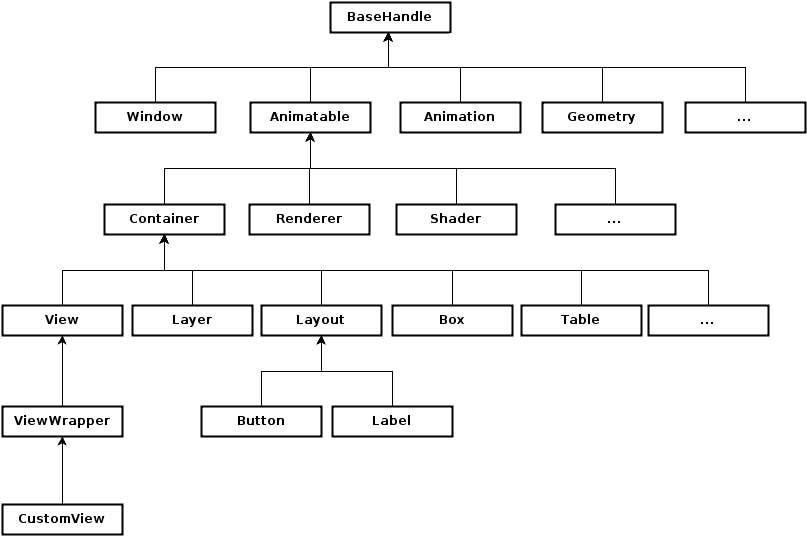 BaseHandle
Window Animatable Animation Geometry ...
Container Renderer Shader ...
View Layer Layout Box Table ...
ViewWrapper Button Label
CustomView